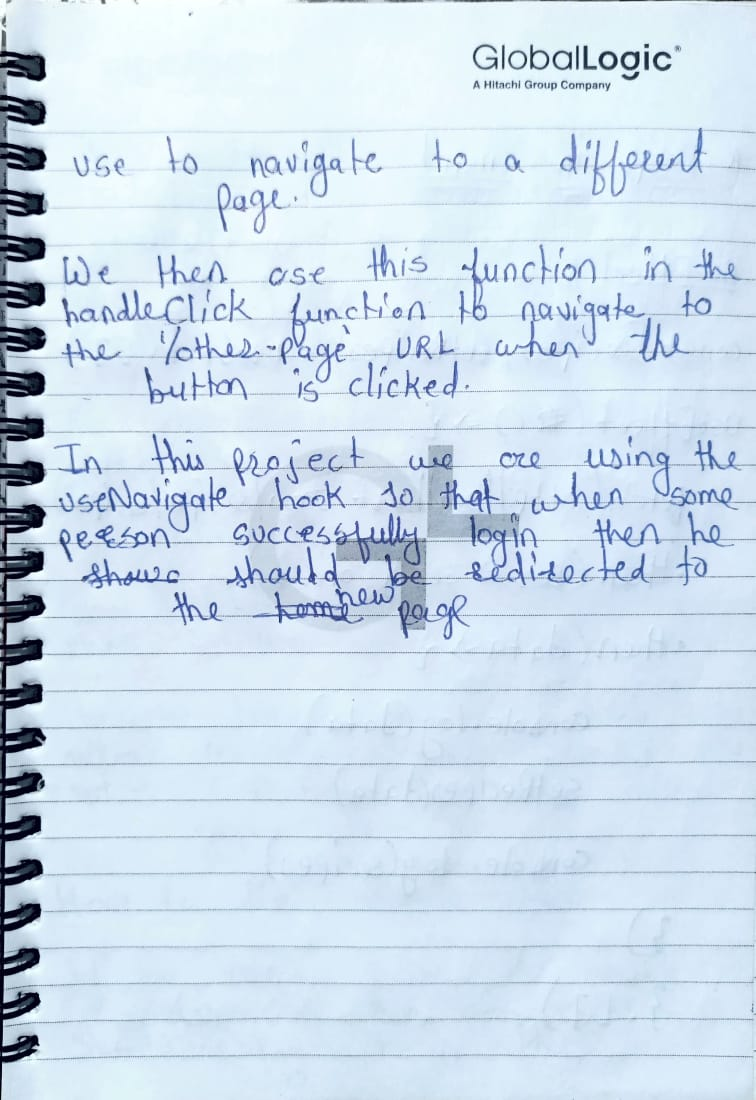 GlobalLogic®
A Hitachi Group Company
use to navigate to a different
page.
We then use this function in the
handleClick function to navigate to
the '/other-page' URL when the
button is clicked.
In this project we are using the
useNavigate hook so that when some
person successfully login then he
should be redirected to
the new page